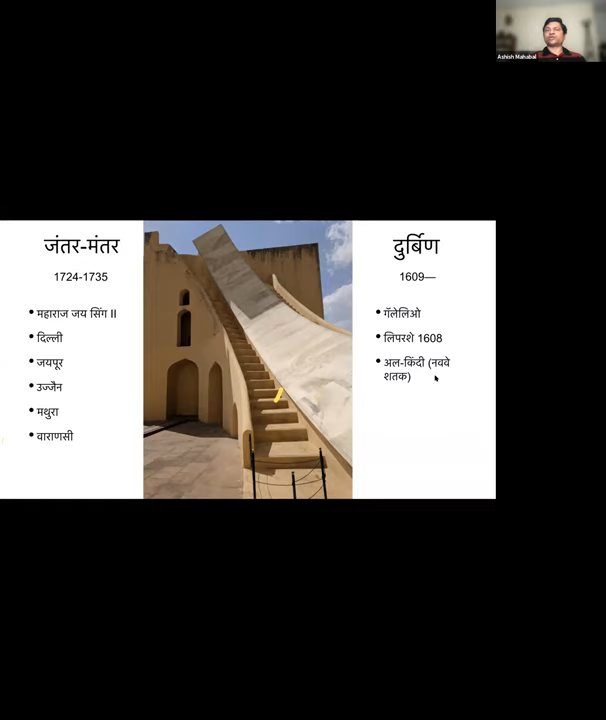 Ashish Mahabal
जंतर-मंतर
1724-1735
• महाराज जय सिंग II
• दिल्ली
• जयपूर
• उज्जैन
• मथुरा
• वाराणसी
दुर्बिण
1609—
• गॅलेलिओ
• लिपरशे 1608
• अल-किंदी (नववे
शतक)